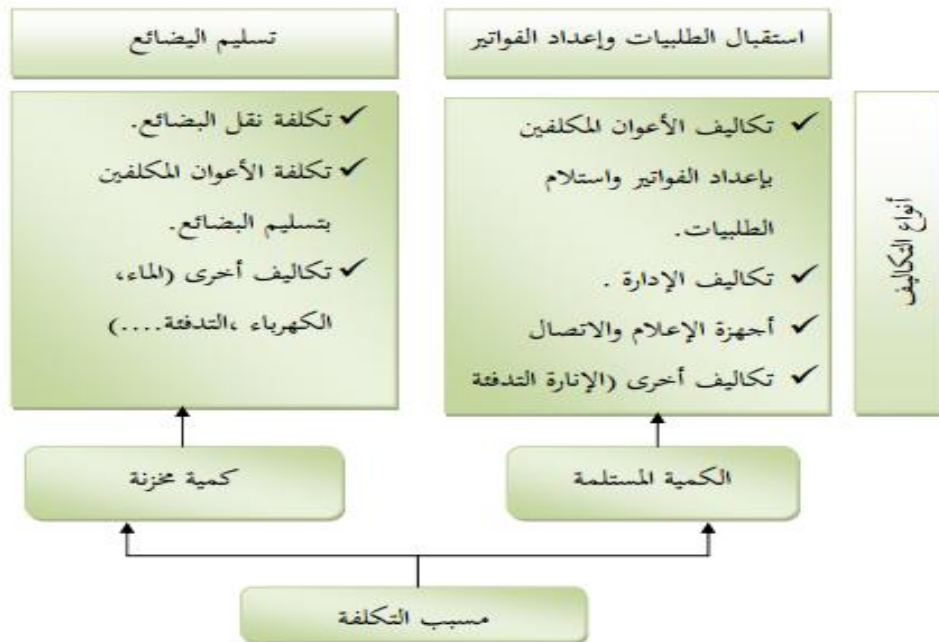 استقبال الطلبيات وإعداد الفواتير
تسليم البضائع
أنواع التكاليف
✓ تكاليف الأعوان المكلفين
بإعداد الفواتير واستلام
الطلبيات.
✓ تكاليف الإدارة .
✓ أجهزة الإعلام والاتصال
✓ تكاليف أخرى (الإنارة التدفئة
✓ تكلفة نقل البضائع.
✓ تكلفة الأعوان المكلفين
بتسليم البضائع.
✓ تكاليف أخرى (الماء،
الكهرباء ،التدفئة....)
الكمية المستلمة
كمية مخزنة
مسبب التكلفة